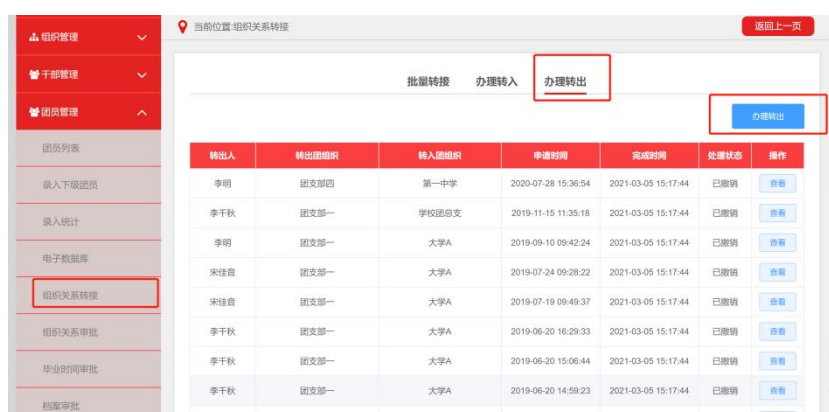 组织管理
当前位置:组织关系转接
返回上一页
干部管理
批量转接 办理转入 办理转出
团员管理
办理转出
团员列表
录入下级团员
录入统计
电子数据库
组织关系转接
组织关系审批
毕业时间审批
档案审批
转出人 转出团组织 转入团组织 申请时间 完成时间 处理状态 操作
李明 团支部四 第一中学 2020-07-28 15:36:54 2021-03-05 15:17:44 已撤销 查看
李千秋 团支部一 学校团总支 2019-11-15 11:35:18 2021-03-05 15:17:44 已撤销 查看
李明 团支部一 大学A 2019-09-10 09:42:24 2021-03-05 15:17:44 已撤销 查看
宋佳音 团支部一 大学A 2019-07-24 09:28:22 2021-03-05 15:17:44 已撤销 查看
宋佳音 团支部一 大学A 2019-07-19 09:49:37 2021-03-05 15:17:44 已撤销 查看
李千秋 团支部一 大学A 2019-06-20 16:29:33 2021-03-05 15:17:44 已撤销 查看
李千秋 团支部一 大学A 2019-06-20 15:06:44 2021-03-05 15:17:44 已撤销 查看
李千秋 团支部一 大学A 2019-06-20 14:59:23 2021-03-05 15:17:44 已撤销 查看